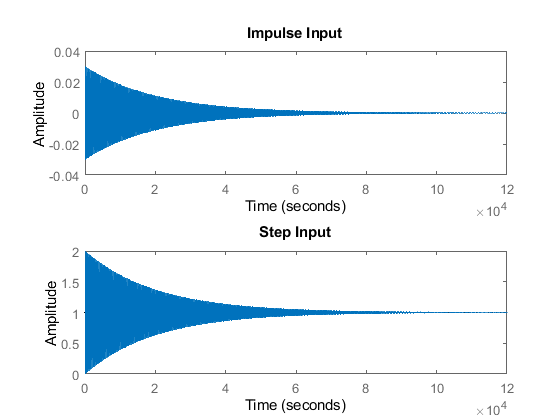 Impulse Input
0.04
0.02
0
-0.02
-0.04
Amplitude
0 2 4 6 8 10 12
Time (seconds)
×10^4
Step Input
2
1.5
1
0.5
0
Amplitude
0 2 4 6 8 10 12
Time (seconds)
×10^4